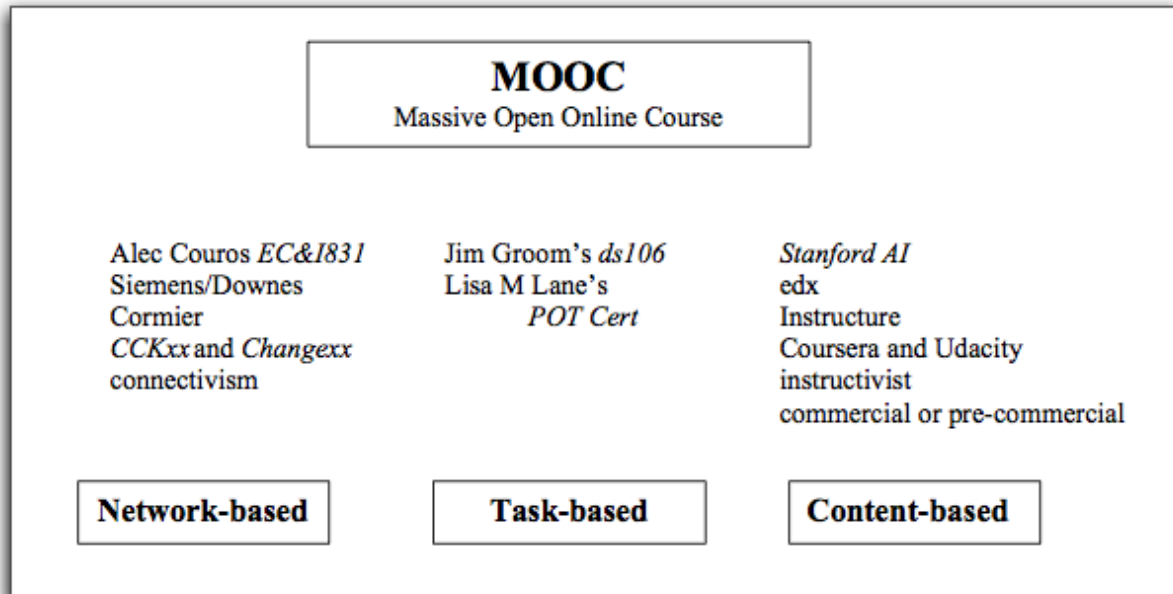 MOOC
Massive Open Online Course
Alec Couros EC&I831
Siemens/Downes
Cormier
CCKxx and Changexx
connectivism
Jim Groom's ds106
Lisa M Lane's
POT Cert
Stanford AI
edx
Instructure
Coursera and Udacity
instructivist
commercial or pre-commercial
Network-based
Task-based
Content-based